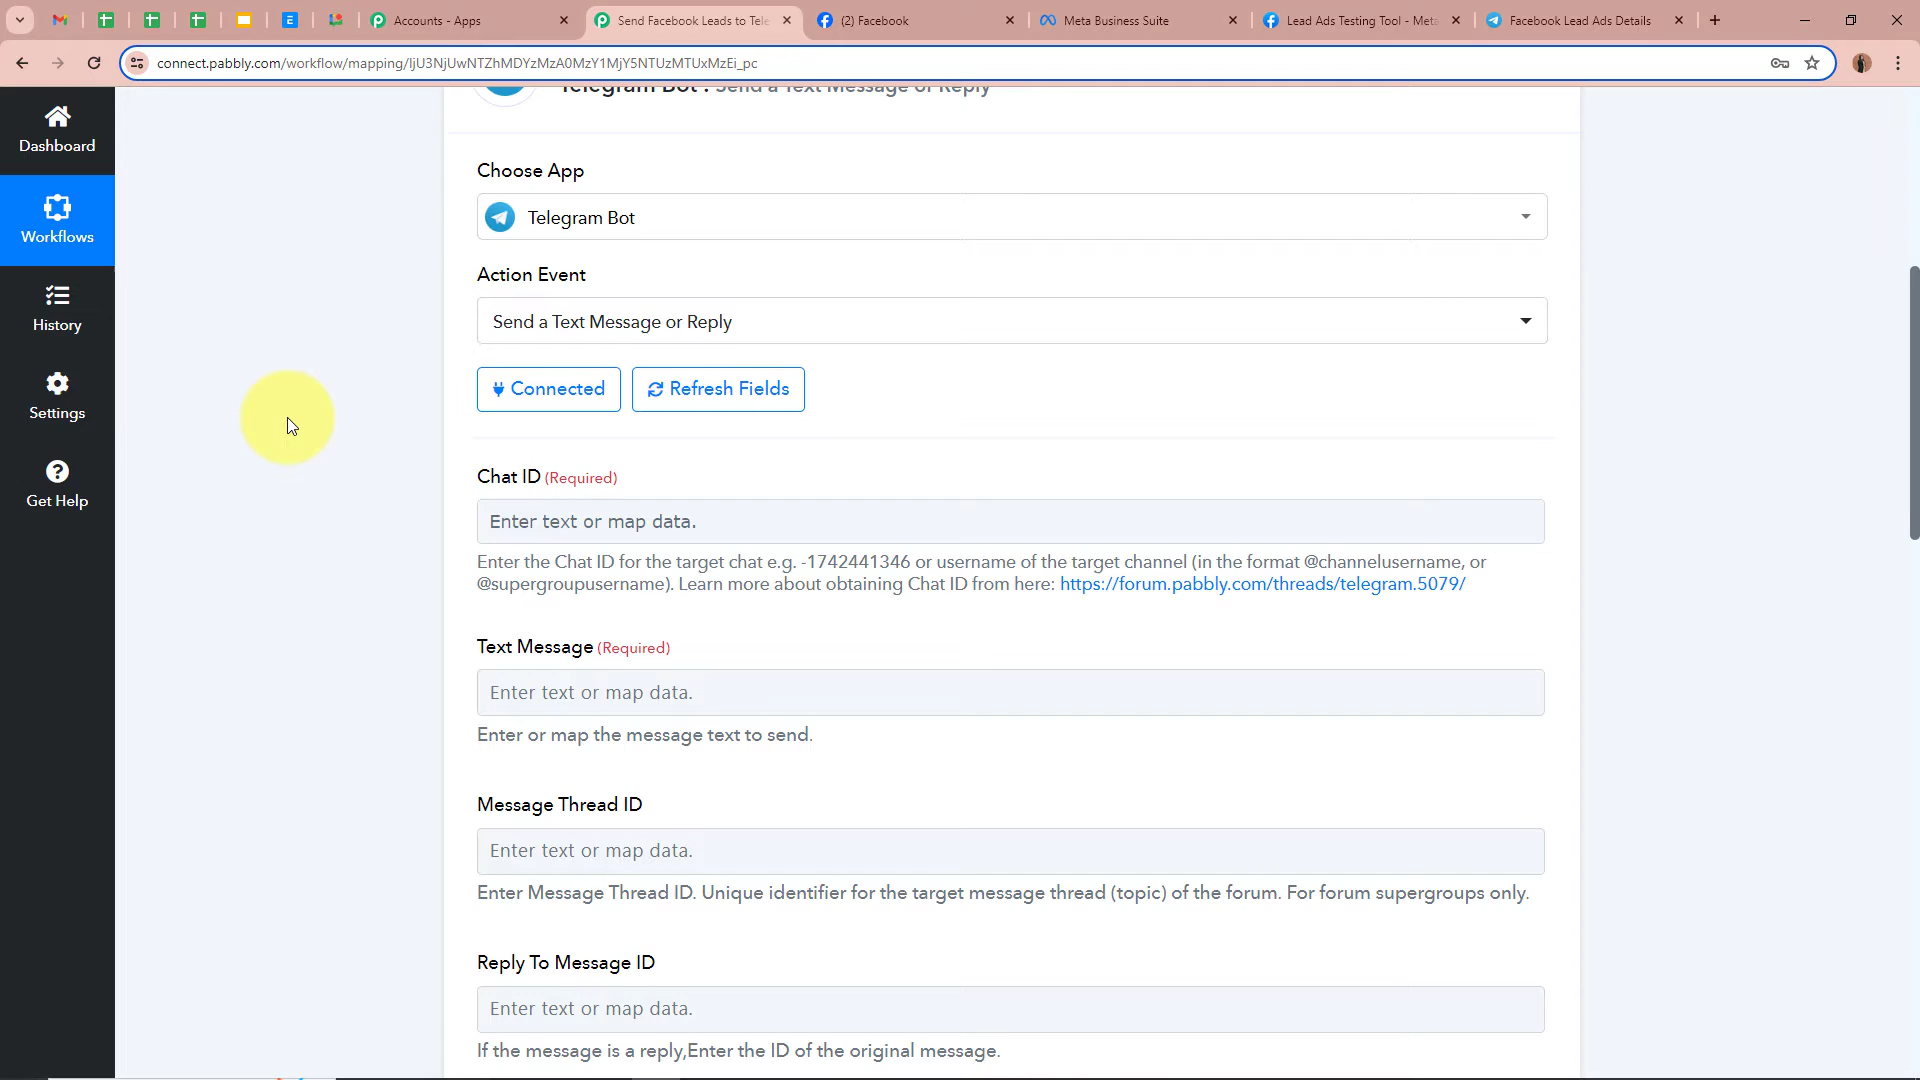 Accounts - Apps
Send Facebook Leads to Tele
(2) Facebook
Meta Business Suite
Lead Ads Testing Tool - Meta
Facebook Lead Ads Details
connect.pabbly.com/workflow/mapping/IjU3NjUwNTZhMDYzMzA0MzY1MjY5NTUzMTUxMzEi_pc
Dashboard
Workflows
History
Settings
Get Help
Telegram Bot : Send a Text Message or Reply
Choose App
Telegram Bot
Action Event
Send a Text Message or Reply
Connected
Refresh Fields
Chat ID (Required)
Enter text or map data.
Enter the Chat ID for the target chat e.g. -1742441346 or username of the target channel (in the format @channelusername, or
@supergroupusername). Learn more about obtaining Chat ID from here: https://forum.pabbly.com/threads/telegram.5079/
Text Message (Required)
Enter text or map data.
Enter or map the message text to send.
Message Thread ID
Enter text or map data.
Enter Message Thread ID. Unique identifier for the target message thread (topic) of the forum. For forum supergroups only.
Reply To Message ID
Enter text or map data.
If the message is a reply,Enter the ID of the original message.